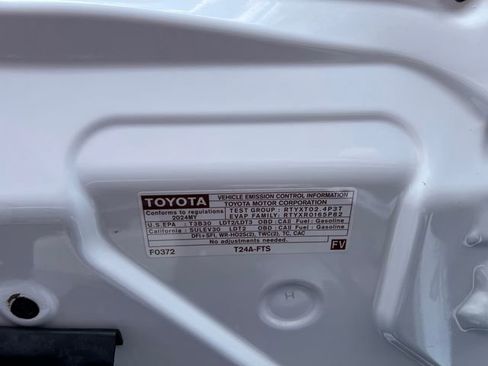 TOYOTA
VEHICLE EMISSION CONTROL INFORMATION
TOYOTA MOTOR CORPORATION
Conforms to regulations
2024MY
TEST GROUP : RTYXT02.4P3T
EVAP FAMILY: RTYXR0165P82
U.S.EPA : T3B30 LDT2/LDT3 OBD: CAⅡ Fuel: Gasoline
California: SULEV30 LDT2 OBD: CAⅡ Fuel: Gasoline
DFI+SFI, WR-HO2S(2), TWC(2), TC, CAC
No adjustments needed.
F0372 T24A-FTS FV
H